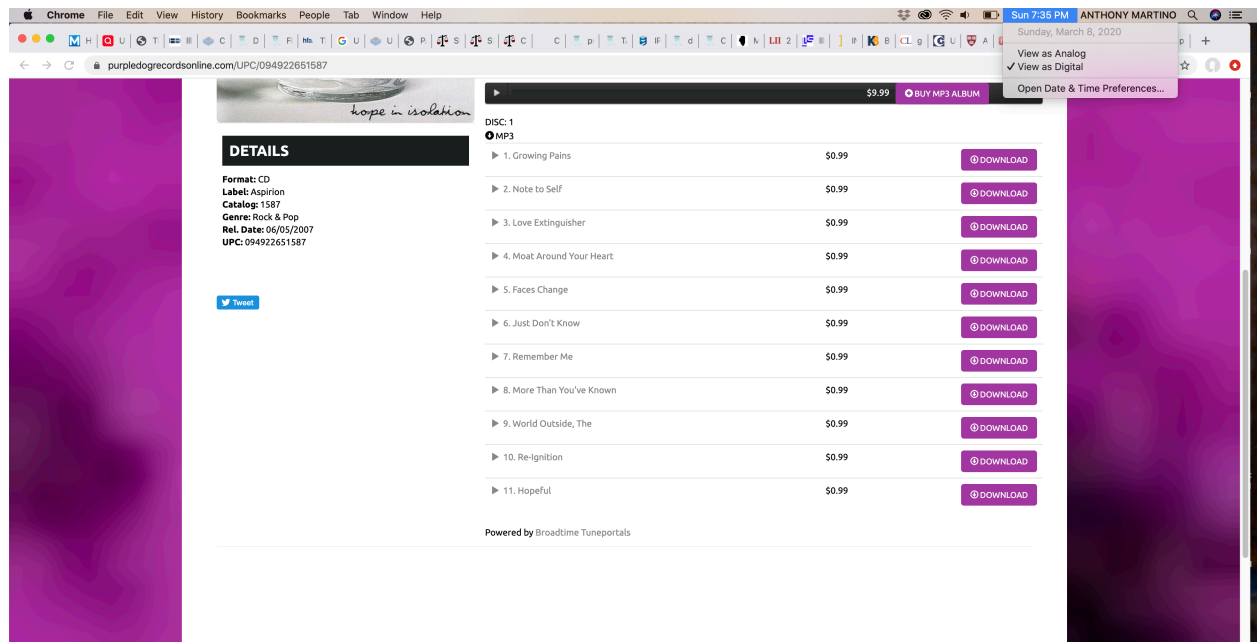 Chrome File Edit View History Bookmarks People Tab Window Help Sun 7:35 PM ANTHONY MARTINO
Sunday, March 8, 2020
View as Analog
✓ View as Digital
Open Date & Time Preferences...
purpledogrecordsonline.com/UPC/094922651587
hope in isolation
$9.99 BUY MP3 ALBUM
DISC: 1
MP3
DETAILS
Format: CD
Label: Aspirion
Catalog: 1587
Genre: Rock & Pop
Rel. Date: 06/05/2007
UPC: 094922651587
Tweet
1. Growing Pains $0.99 DOWNLOAD
2. Note to Self $0.99 DOWNLOAD
3. Love Extinguisher $0.99 DOWNLOAD
4. Moat Around Your Heart $0.99 DOWNLOAD
5. Faces Change $0.99 DOWNLOAD
6. Just Don't Know $0.99 DOWNLOAD
7. Remember Me $0.99 DOWNLOAD
8. More Than You've Known $0.99 DOWNLOAD
9. World Outside, The $0.99 DOWNLOAD
10. Re-Ignition $0.99 DOWNLOAD
11. Hopeful $0.99 DOWNLOAD
Powered by Broadtime Tuneportals